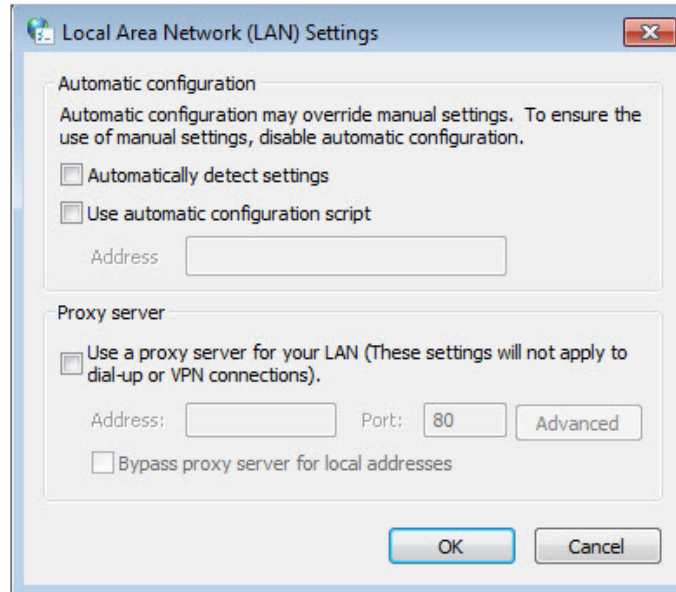 Local Area Network (LAN) Settings
Automatic configuration
Automatic configuration may override manual settings. To ensure the
use of manual settings, disable automatic configuration.
Automatically detect settings
Use automatic configuration script
Address
Proxy server
Use a proxy server for your LAN (These settings will not apply to
dial-up or VPN connections).
Address: Port: 80 Advanced
Bypass proxy server for local addresses
OK Cancel